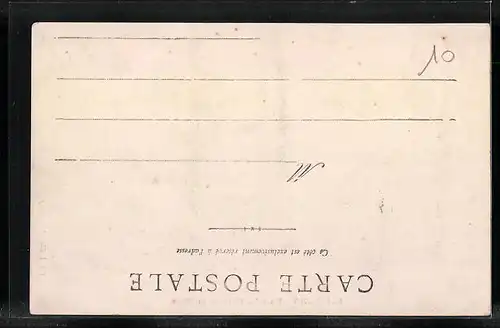 CARTE POSTALE
Ce côté est exclusivement réservé à l'adresse
M
10